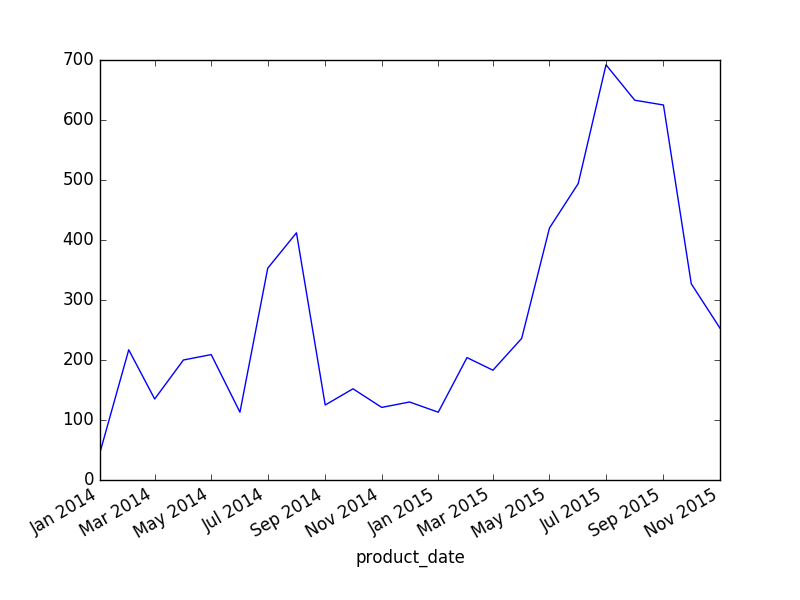 700
600
500
400
300
200
100
0
Jan 2014
Mar 2014
May 2014
Jul 2014
Sep 2014
Nov 2014
Jan 2015
Mar 2015
May 2015
Jul 2015
Sep 2015
Nov 2015
product_date